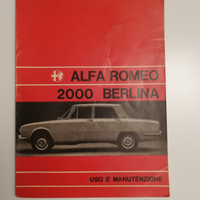 ALFA ROMEO
2000 BERLINA
USO E MANUTENZIONE